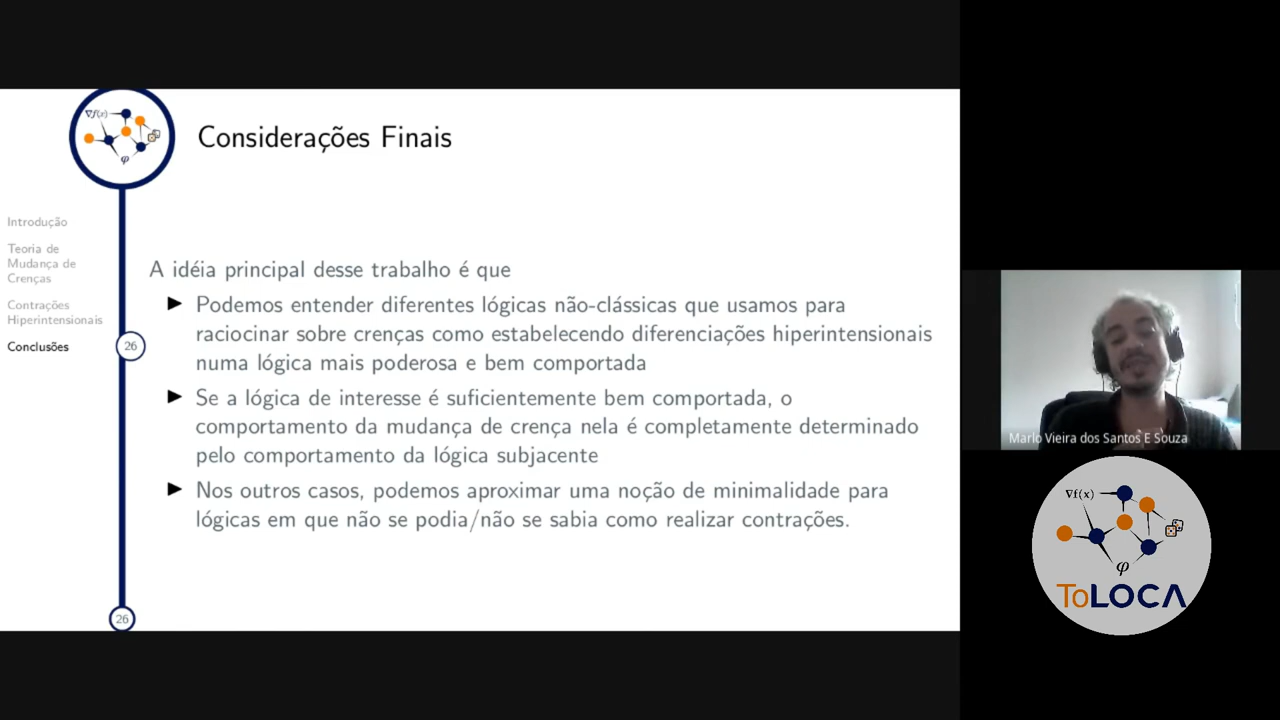 ∇f(x)
φ
Considerações Finais
Introdução
Teoria de
Mudança de
Crenças
Contrações
Hiperintensionais
Conclusões
26
A idéia principal desse trabalho é que
Podemos entender diferentes lógicas não-clássicas que usamos para
raciocinar sobre crenças como estabelecendo diferenciações hiperintensionais
numa lógica mais poderosa e bem comportada
Se a lógica de interesse é suficientemente bem comportada, o
comportamento da mudança de crença nela é completamente determinado
pelo comportamento da lógica subjacente
Nos outros casos, podemos aproximar uma noção de minimalidade para
lógicas em que não se podia/não se sabia como realizar contrações.
26
Marlo Vieira dos Santos E Souza
∇f(x)
φ
ToLOCA